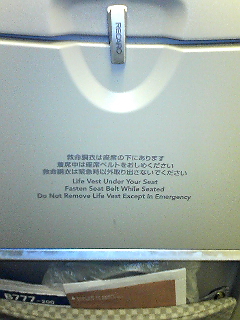 RECARO
救命胴衣は座席の下にあります
着席中は座席ベルトをおしめください
救命胴衣は緊急時以外取り出さないでください
Life Vest Under Your Seat
Fasten Seat Belt While Seated
Do Not Remove Life Vest Except In Emergency
B777-200